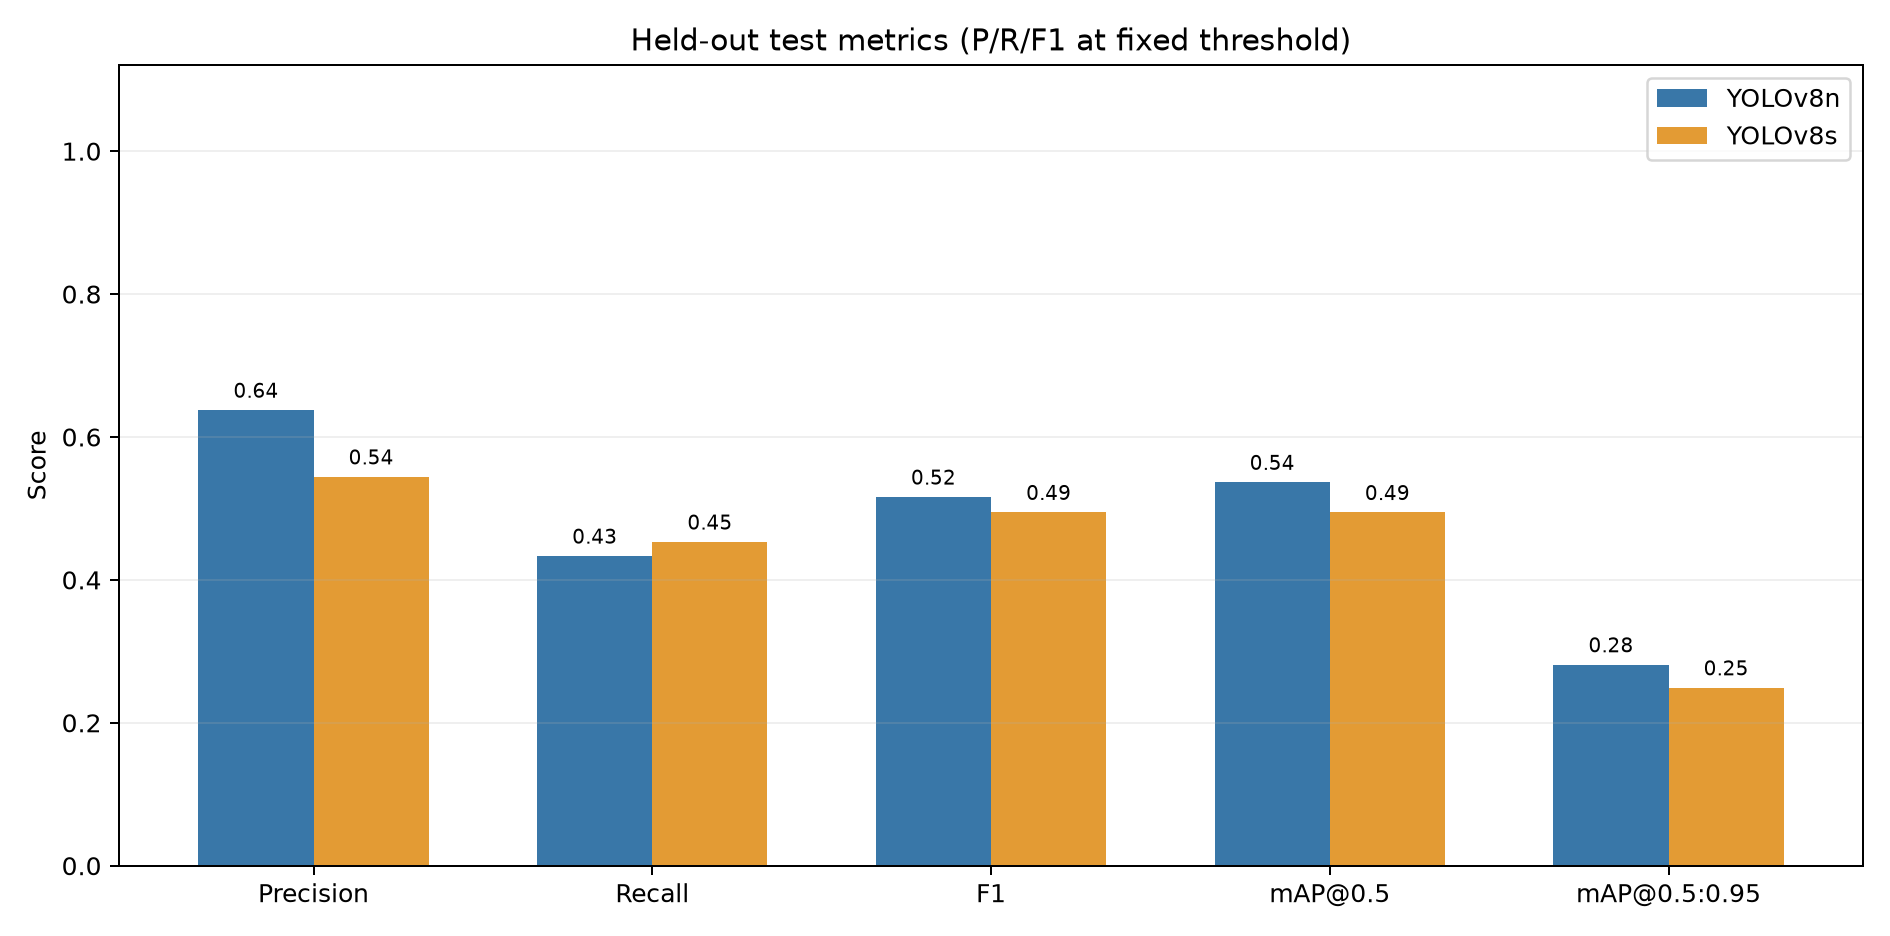 Held-out test metrics (P/R/F1 at fixed threshold)
YOLOv8n
YOLOv8s
Score
1.0
0.8
0.6
0.4
0.2
0.0
0.64
0.54
0.43
0.45
0.52
0.49
0.54
0.49
0.28
0.25
Precision
Recall
F1
mAP@0.5
mAP@0.5:0.95